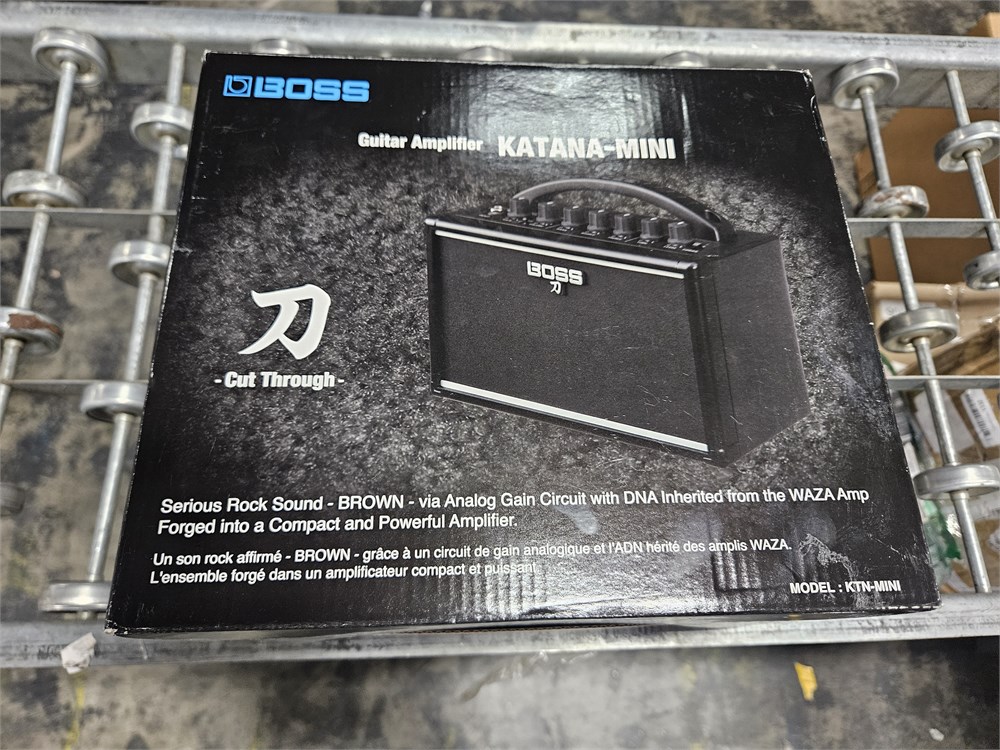 BOSS
Guitar Amplifier KATANA-MINI
BOSS
刀
刀
- Cut Through -
Serious Rock Sound - BROWN - via Analog Gain Circuit with DNA Inherited from the WAZA Amp
Forged into a Compact and Powerful Amplifier.
Un son rock affirmé - BROWN - grâce à un circuit de gain analogique et l'ADN hérité des amplis WAZA.
L'ensemble forgé dans un amplificateur compact et puissant.
MODEL : KTN-MINI